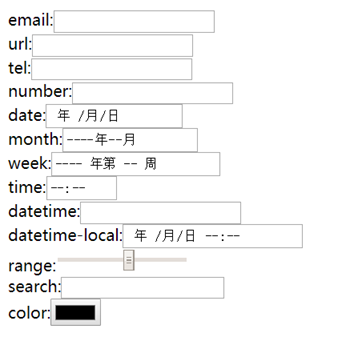 email:
url:
tel:
number:
date: 年 /月/日
month: ----年--月
week: ---- 年第 -- 周
time: --:--
datetime:
datetime-local: 年 /月/日 --:--
range:
search:
color: